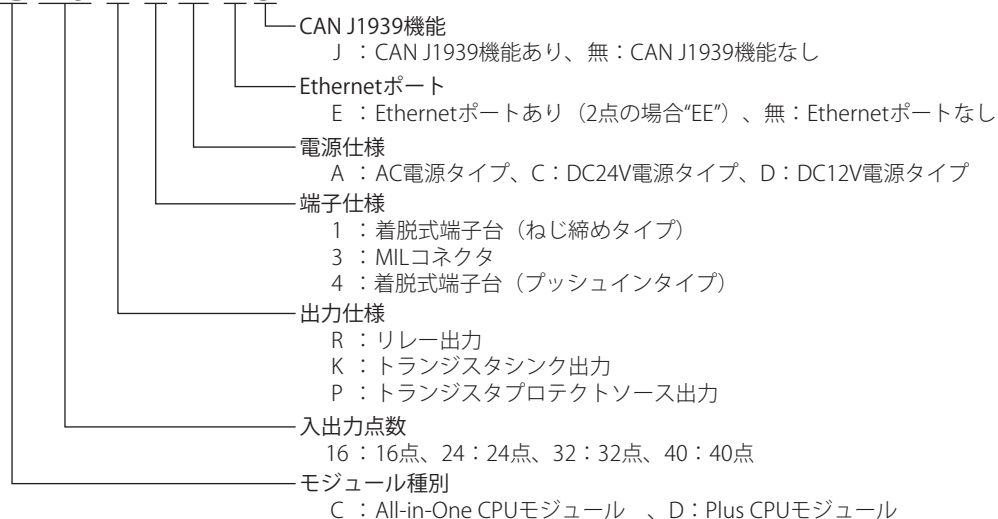 CAN J1939機能
J ：CAN J1939機能あり、無：CAN J1939機能なし
Ethernetポート
E ：Ethernetポートあり（2点の場合“EE”）、無：Ethernetポートなし
電源仕様
A ：AC電源タイプ、C：DC24V電源タイプ、D：DC12V電源タイプ
端子仕様
1 ：着脱式端子台（ねじ締めタイプ）
3 ：MILコネクタ
4 ：着脱式端子台（プッシュインタイプ）
出力仕様
R ：リレー出力
K ：トランジスタシンク出力
P ：トランジスタプロテクトソース出力
入出力点数
16：16点、24：24点、32：32点、40：40点
モジュール種別
C ：All-in-One CPUモジュール 、D：Plus CPUモジュール